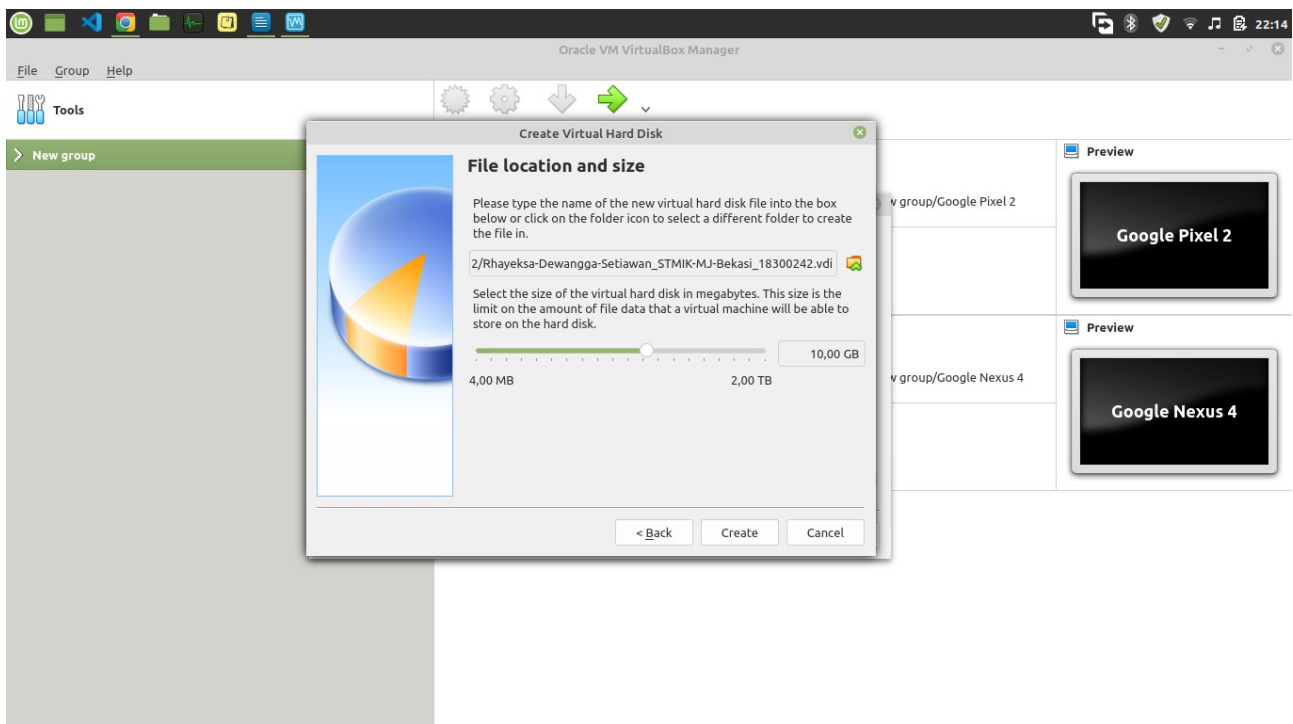 22:14
Oracle VM VirtualBox Manager
File Group Help
Tools
New group
Create Virtual Hard Disk
File location and size
Please type the name of the new virtual hard disk file into the box
below or click on the folder icon to select a different folder to create
the file in.
2/Rhayeksa-Dewangga-Setiawan_STMIK-MJ-Bekasi_18300242.vdi
Select the size of the virtual hard disk in megabytes. This size is the
limit on the amount of file data that a virtual machine will be able to
store on the hard disk.
10,00 GB
4,00 MB 2,00 TB
< Back Create Cancel
group/Google Pixel 2
Preview
Google Pixel 2
group/Google Nexus 4
Preview
Google Nexus 4